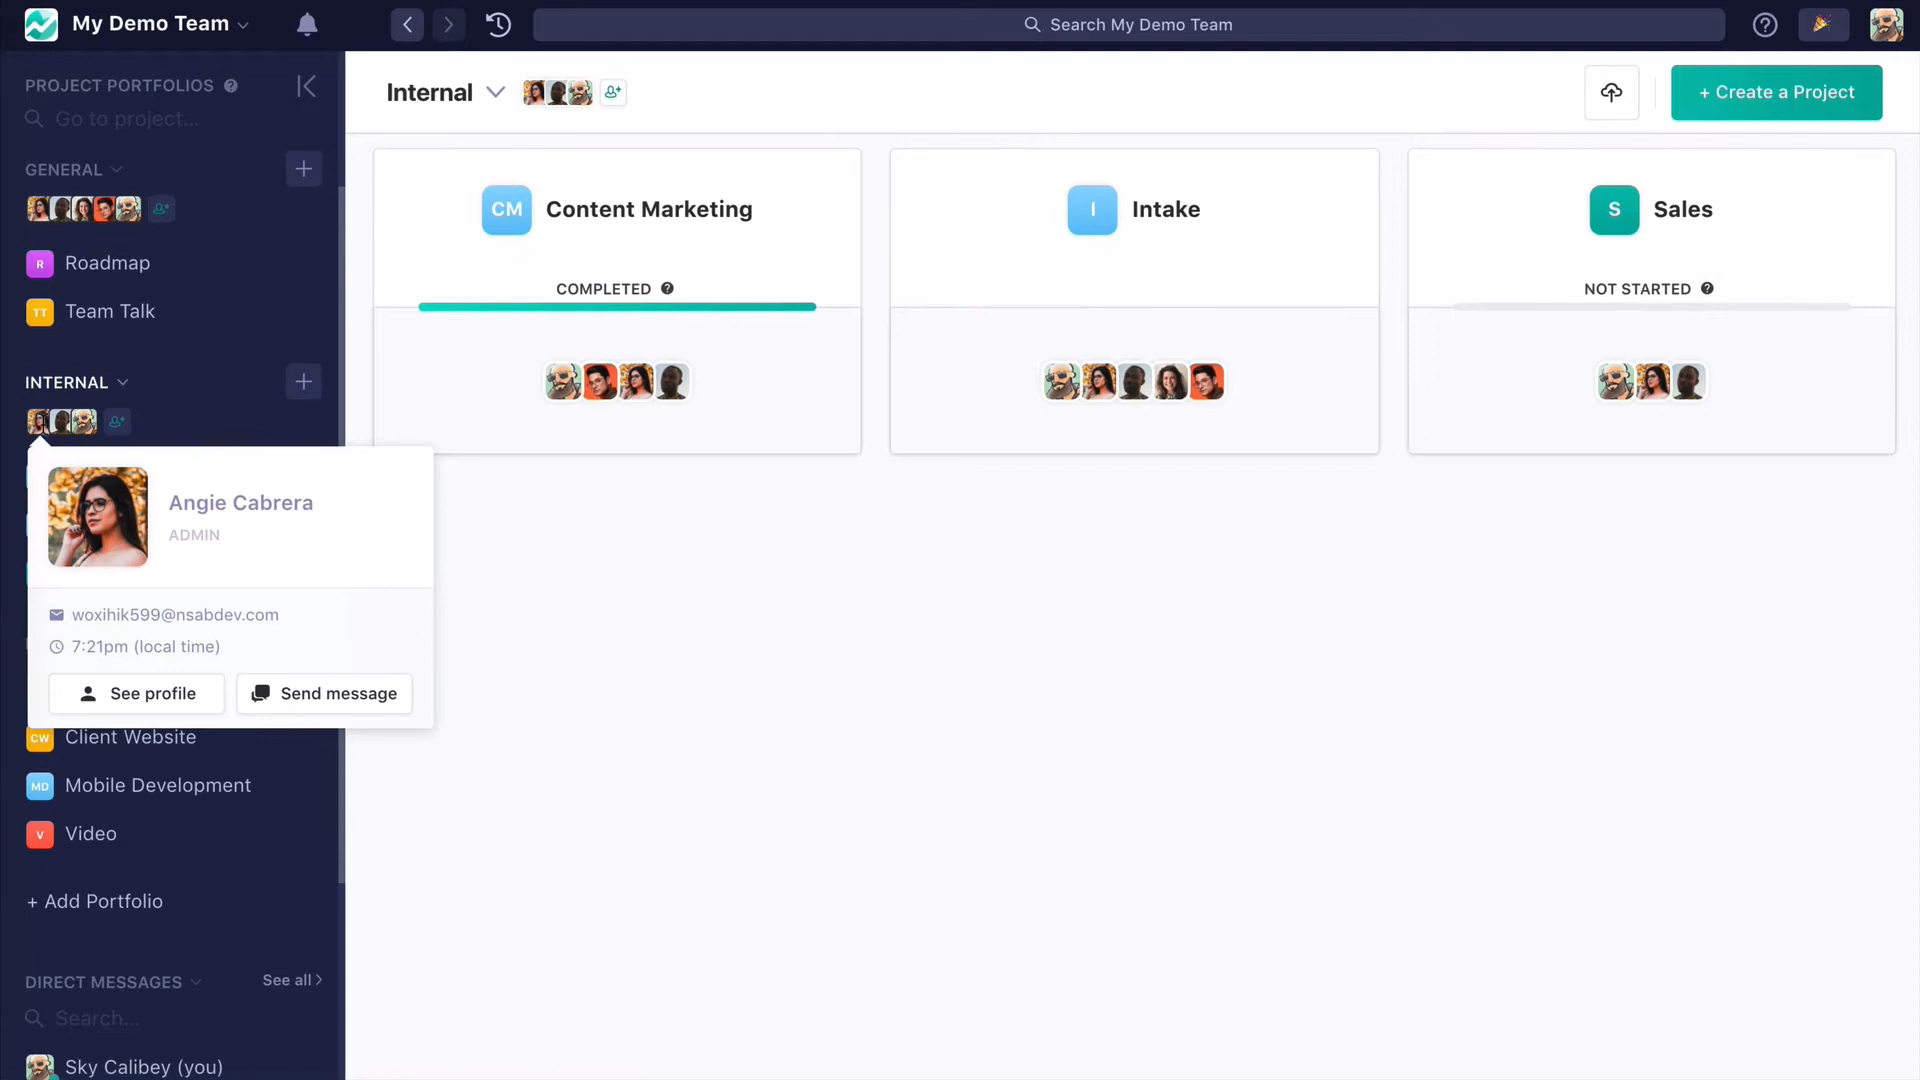 My Demo Team
Search My Demo Team
PROJECT PORTFOLIOS
Go to project...
GENERAL
R Roadmap
TT Team Talk
INTERNAL
Angie Cabrera
ADMIN
woxihik599@nsabdev.com
7:21pm (local time)
See profile
Send message
CW Client Website
MD Mobile Development
V Video
+ Add Portfolio
DIRECT MESSAGES
See all
Search...
Sky Calibey (you)
Internal
+ Create a Project
CM Content Marketing
COMPLETED
I Intake
S Sales
NOT STARTED